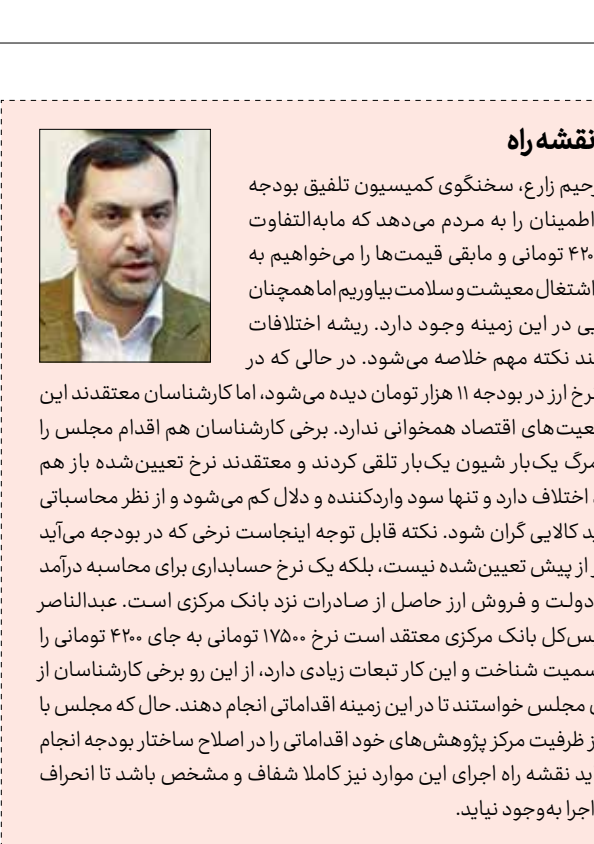 نقشه راه
رحیم زارع، سخنگوی کمیسیون تلفیق بودجه
اطمینان را به مردم می‌دهد که مابه‌التفاوت
تومانی و مابقی قیمت‌ها را می‌خواهیم به
اشتغال معیشت و سلامت بیاوریم اما همچنان
در این زمینه وجود دارد. ریشه اختلافات
نکته مهم خلاصه می‌شود. در حالی که در
نرخ ارز در بودجه ۱۱ هزار تومان دیده می‌شود، اما کارشناسان معتقدند این
اقتصاد همخوانی ندارد. برخی کارشناسان هم اقدام مجلس را
مرگ یک‌بار شیون یک‌بار تلقی کردند و معتقدند نرخ تعیین‌شده باز هم
اختلاف دارد و تنها سود واردکننده و دلال کم می‌شود و از نظر محاسباتی
کالایی گران شود. نکته قابل توجه اینجاست نرخی که در بودجه می‌آید
از پیش تعیین‌شده نیست، بلکه یک نرخ حسابداری برای محاسبه درآمد
دولت و فروش ارز حاصل از صادرات نزد بانک مرکزی است. عبدالناصر
بانک مرکزی معتقد است نرخ ۱۷۵۰۰ تومانی به جای ۴۲۰۰ تومانی را
شناخت و این کار تبعات زیادی دارد، از این رو برخی کارشناسان از
مجلس خواستند تا در این زمینه اقداماتی انجام دهند. حال که مجلس با
ظرفیت مرکز پژوهش‌های خود اقداماتی را در اصلاح ساختار بودجه انجام
نقشه راه اجرای این موارد نیز کاملا شفاف و مشخص باشد تا انحراف
اجرا به‌وجود نیاید.